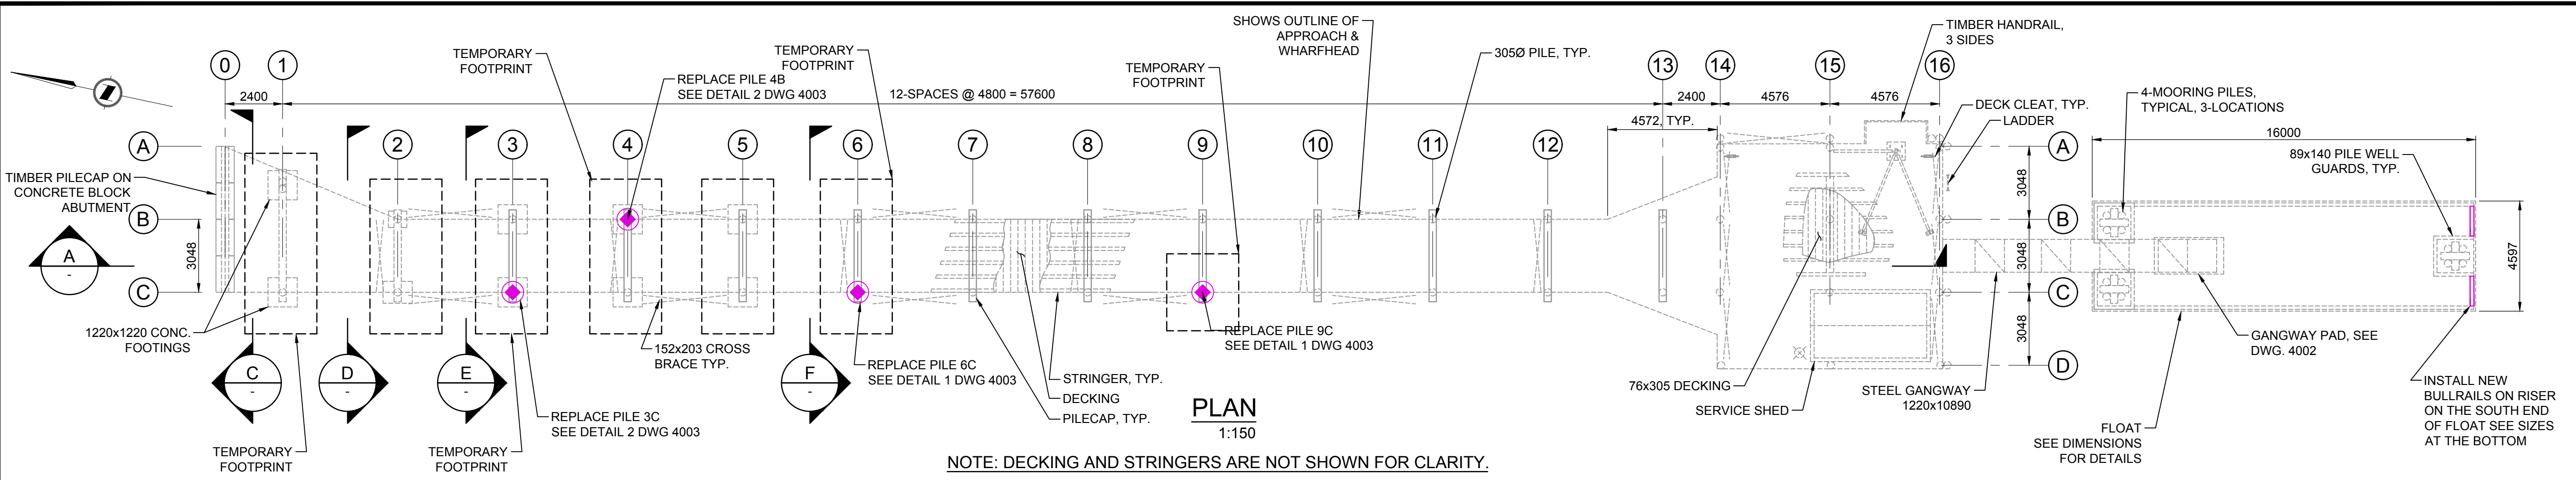 SHOWS OUTLINE OF
APPROACH &
WHARFHEAD
TIMBER HANDRAIL,
3 SIDES
TEMPORARY
FOOTPRINT
TEMPORARY
FOOTPRINT
TEMPORARY
FOOTPRINT
305Ø PILE, TYP.
REPLACE PILE 4B
SEE DETAIL 2 DWG 4003
0
1
13
14
15
16
2400
12-SPACES @ 4800 = 57600
2400
4576
4576
4-MOORING PILES,
TYPICAL, 3-LOCATIONS
DECK CLEAT, TYP.
LADDER
4572, TYP.
16000
A
2
3
4
5
6
7
8
9
10
11
12
A
89x140 PILE WELL
GUARDS, TYP.
TIMBER PILECAP ON
CONCRETE BLOCK
ABUTMENT
3048
B
B
3048
3048
4597
A
-
C
C
1220x1220 CONC.
FOOTINGS
152x203 CROSS
BRACE TYP.
REPLACE PILE 9C
SEE DETAIL 1 DWG 4003
3048
GANGWAY PAD, SEE
DWG. 4002
C
-
D
-
E
-
F
-
REPLACE PILE 6C
SEE DETAIL 1 DWG 4003
STRINGER, TYP.
DECKING
PILECAP, TYP.
76x305 DECKING
SERVICE SHED
STEEL GANGWAY
1220x10890
D
INSTALL NEW
BULLRAILS ON RISER
ON THE SOUTH END
OF FLOAT SEE SIZES
AT THE BOTTOM
REPLACE PILE 3C
SEE DETAIL 2 DWG 4003
PLAN
1:150
FLOAT
SEE DIMENSIONS
FOR DETAILS
TEMPORARY
FOOTPRINT
TEMPORARY
FOOTPRINT
NOTE: DECKING AND STRINGERS ARE NOT SHOWN FOR CLARITY.